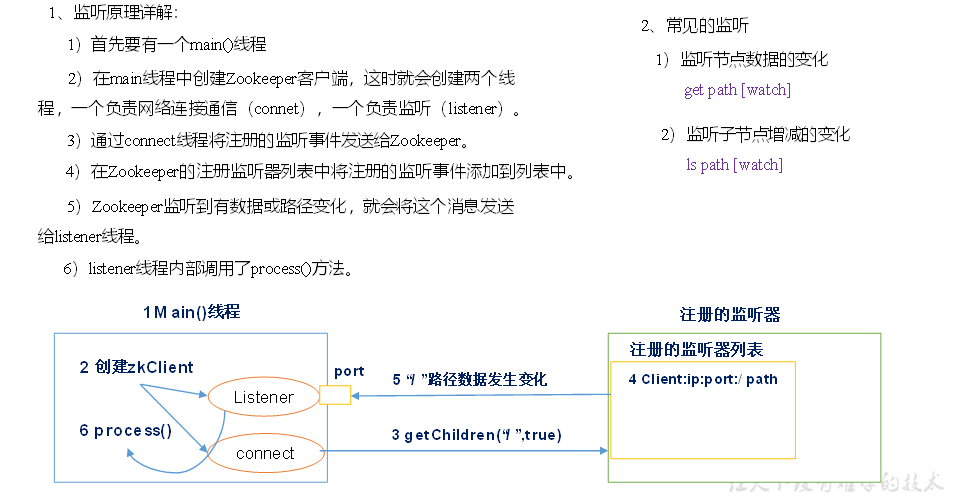 1、监听原理详解：
1）首先要有一个main()线程
2）在main线程中创建Zookeeper客户端，这时就会创建两个线
程，一个负责网络连接通信（connet），一个负责监听（listener）。
3）通过connect线程将注册的监听事件发送给Zookeeper。
4）在Zookeeper的注册监听器列表中将注册的监听事件添加到列表中。
5）Zookeeper监听到有数据或路径变化，就会将这个消息发送
给listener线程。
6）listener线程内部调用了process()方法。
2、常见的监听
1）监听节点数据的变化
get path [watch]
2）监听子节点增减的变化
ls path [watch]
1 Main()线程
2 创建zkClient
Listener
6 process()
connect
port
5 “/ ”路径数据发生变化
3 getChildren(“/ ”,true)
注册的监听器
注册的监听器列表
4 Client:ip:port:/ path
的技术